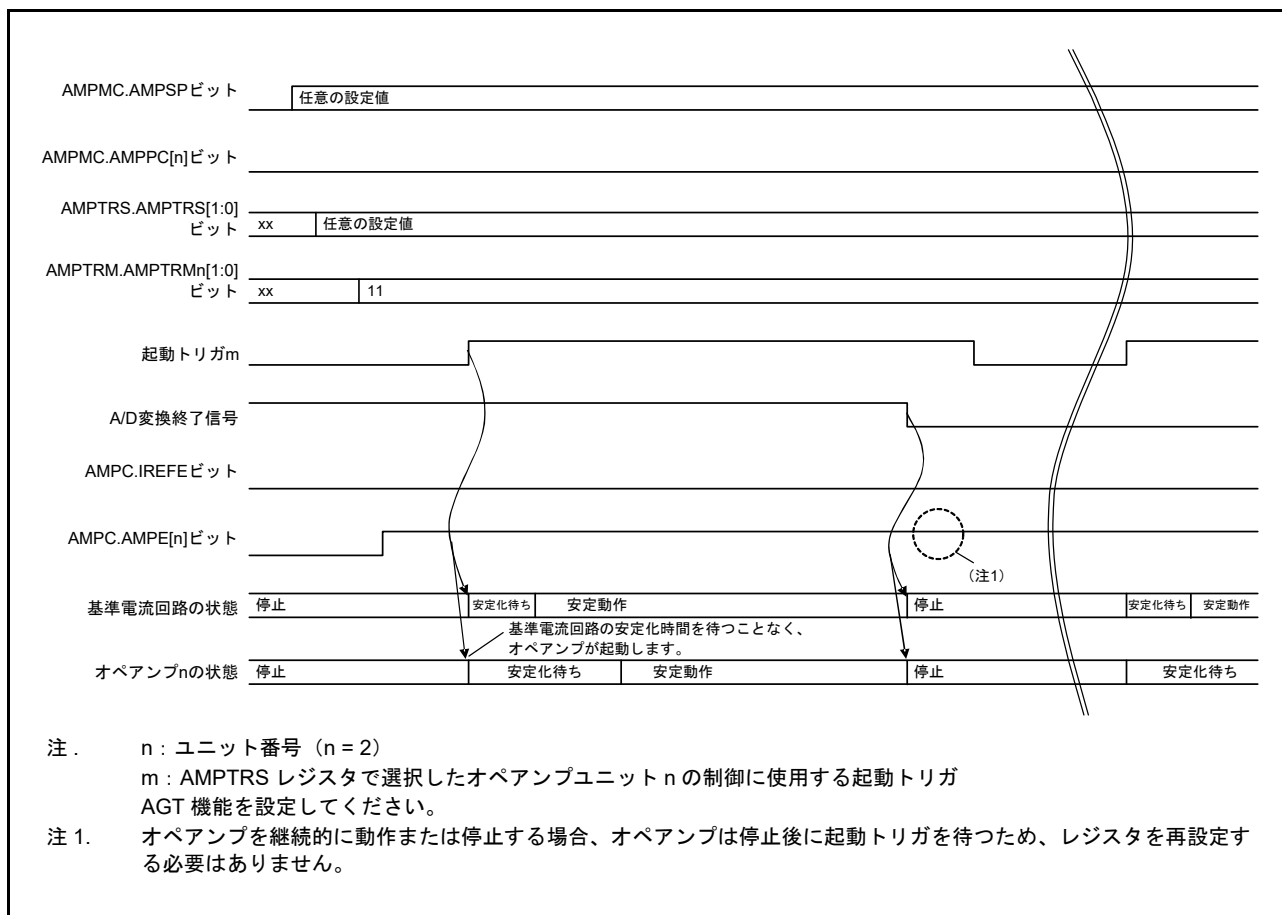 AMPMC.AMPSPビット
任意の設定値
AMPMC.AMPPC[n]ビット
AMPTRS.AMPTRS[1:0]
ビット
xx
任意の設定値
AMPTRM.AMPTRMn[1:0]
ビット
xx
11
起動トリガm
A/D変換終了信号
AMPC.IREFEビット
AMPC.AMPE[n]ビット
（注1）
基準電流回路の状態
停止
安定化待ち
安定動作
停止
安定化待ち
安定動作
基準電流回路の安定化時間を待つことなく、
オペアンプが起動します。
オペアンプnの状態
停止
安定化待ち
安定動作
停止
安定化待ち
注 . n：ユニット番号（n = 2）
m：AMPTRS レジスタで選択したオペアンプユニット n の制御に使用する起動トリガ
AGT 機能を設定してください。
注 1. オペアンプを継続的に動作または停止する場合、オペアンプは停止後に起動トリガを待つため、レジスタを再設定す
る必要はありません。